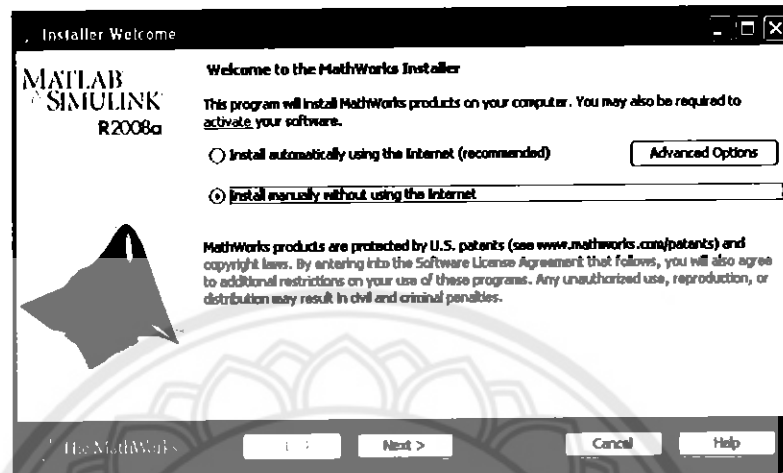 Installer Welcome
MATLAB
& SIMULINK
R2008a
Welcome to the MathWorks Installer
This program will install MathWorks products on your computer. You may also be required to
activate your software.
Install automatically using the Internet (recommended)
Advanced Options
Install manually without using the Internet
MathWorks products are protected by U.S. patents (see www.mathworks.com/patents) and
copyright laws. By entering into the Software License Agreement that follows, you will also agree
to additional restrictions on your use of these programs. Any unauthorized use, reproduction, or
distribution may result in civil and criminal penalties.
The MathWorks
Next >
Cancel
Help